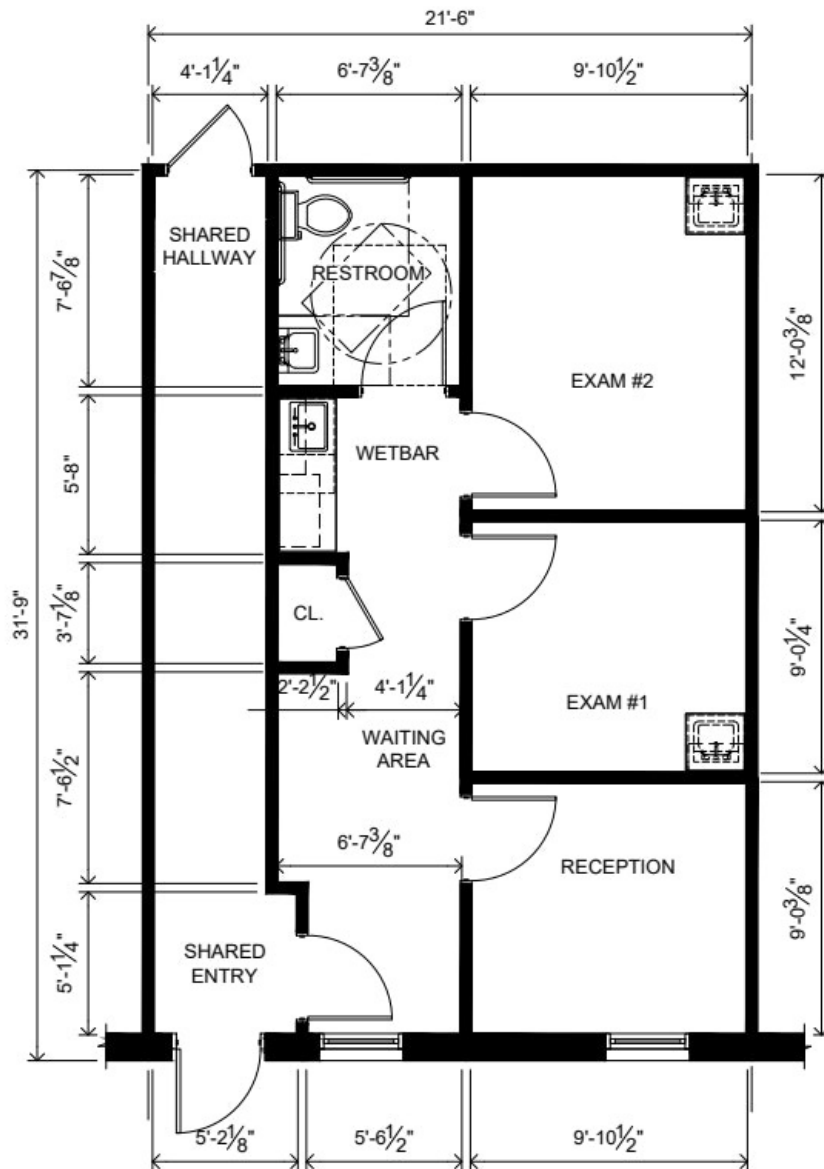 21'-6"
4'-1¼"
6'-7⅜"
9'-10½"
SHARED
HALLWAY
7'-6⅞"
RESTROOM
12'-0⅜"
EXAM #2
5'-8"
WETBAR
31'-9"
3'-7⅛"
CL.
9'-0¼"
2'-2½"
4'-1¼"
EXAM #1
WAITING
AREA
7'-6½"
6'-7⅜"
RECEPTION
9'-0⅜"
5'-1¼"
SHARED
ENTRY
5'-2⅛"
5'-6½"
9'-10½"